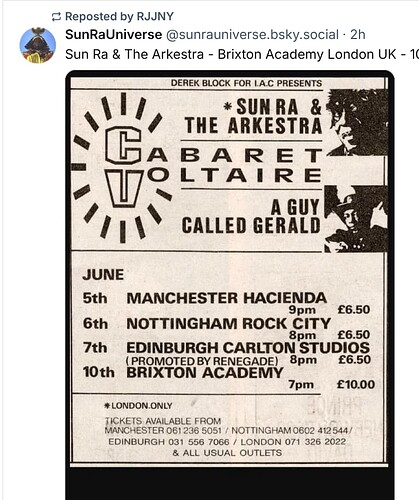 Reposted by RJJNY
SunRaUniverse @sunrauniverse.bsky.social · 2h
Sun Ra & The Arkestra - Brixton Academy London UK - 10
DEREK BLOCK FOR I.A.C PRESENTS
*SUN RA &
THE ARKESTRA
CABARET
VOLTAIRE
A GUY
CALLED GERALD
JUNE
5th MANCHESTER HACIENDA
9pm £6.50
6th NOTTINGHAM ROCK CITY
8pm £6.50
7th EDINBURGH CARLTON STUDIOS
(PROMOTED BY RENEGADE) 8pm £6.50
10th BRIXTON ACADEMY
7pm £10.00
*LONDON ONLY
TICKETS AVAILABLE FROM
MANCHESTER 061 236 5051 / NOTTINGHAM 0602 412544/
EDINBURGH 031 556 7066 / LONDON 071 326 2022
& ALL USUAL OUTLETS